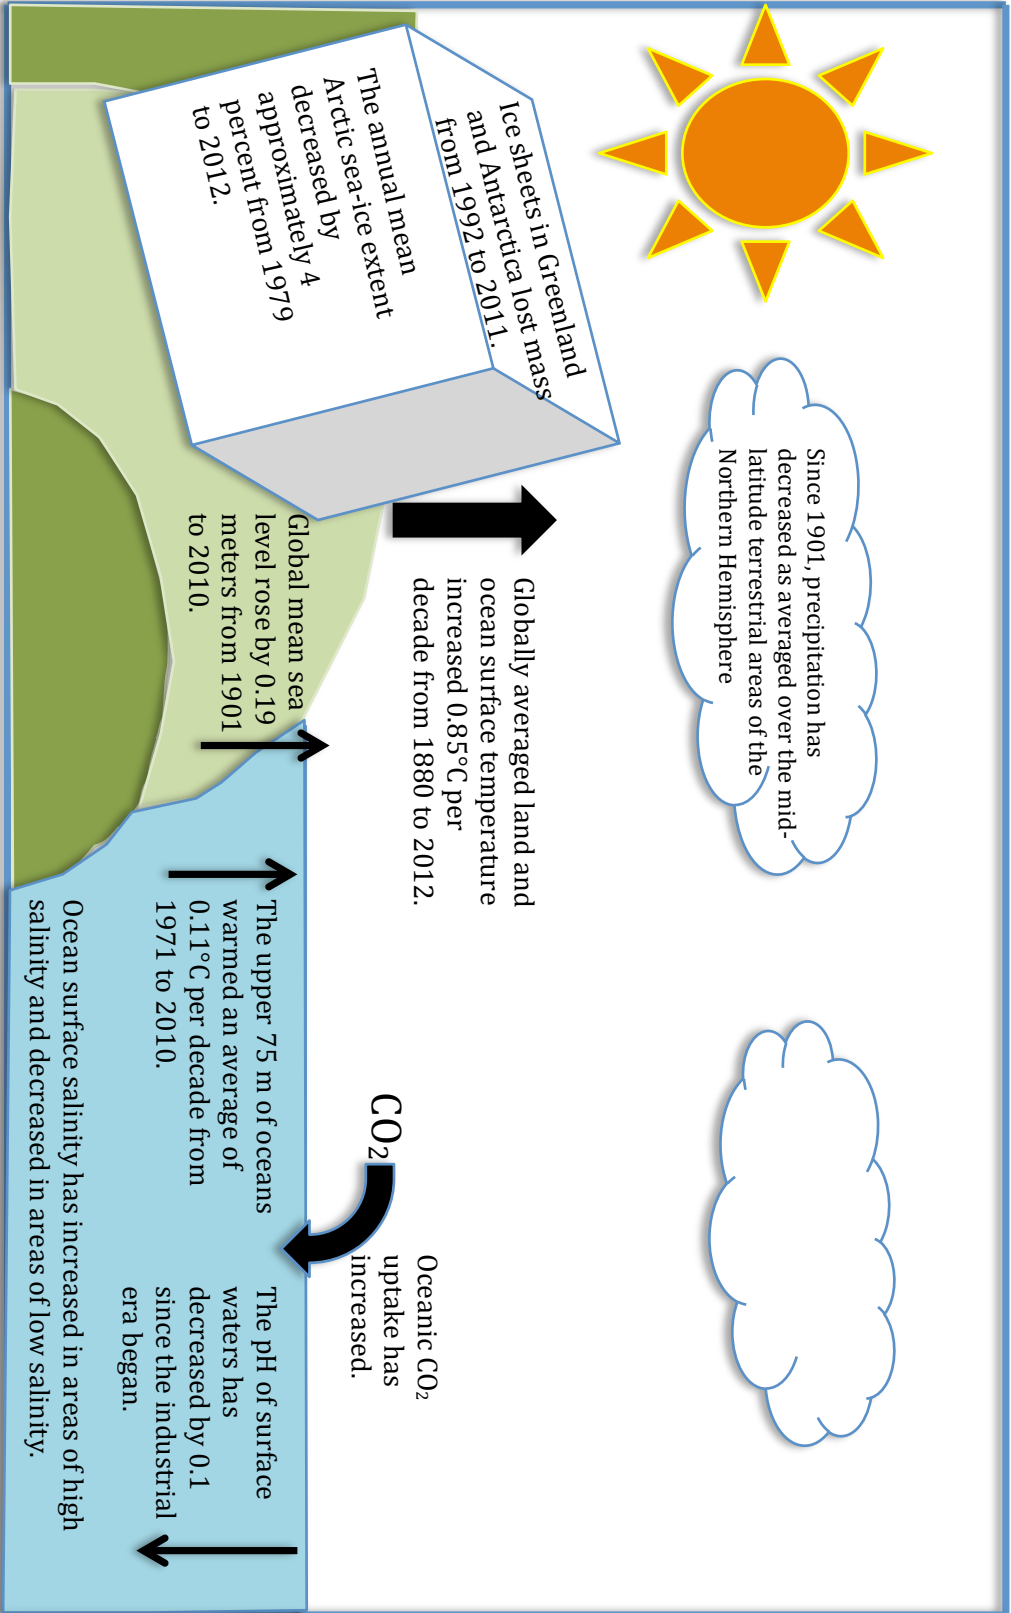 Since 1901, precipitation has
decreased as averaged over the mid-
latitude terrestrial areas of the
Northern Hemisphere
Ice sheets in Greenland
and Antarctica lost mass
from 1992 to 2011.
The annual mean
Arctic sea-ice extent
decreased by
approximately 4
percent from 1979
to 2012.
Globally averaged land and
ocean surface temperature
increased 0.85°C per
decade from 1880 to 2012.
Global mean sea
level rose by 0.19
meters from 1901
to 2010.
CO₂
Oceanic CO₂
uptake has
increased.
The upper 75 m of oceans
warmed an average of
0.11°C per decade from
1971 to 2010.
The pH of surface
waters has
decreased by 0.1
since the industrial
era began.
Ocean surface salinity has increased in areas of high
salinity and decreased in areas of low salinity.